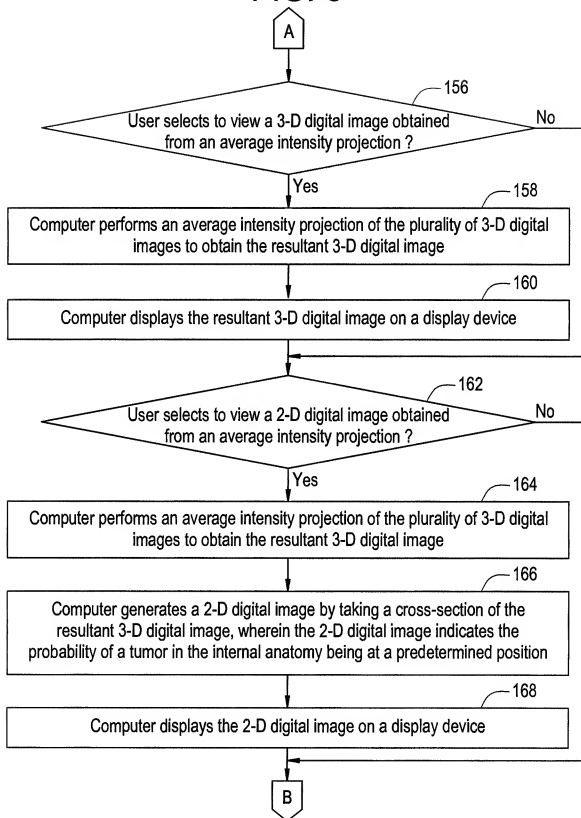 A
156
User selects to view a 3-D digital image obtained
from an average intensity projection ?
No
Yes
158
Computer performs an average intensity projection of the plurality of 3-D digital
images to obtain the resultant 3-D digital image
160
Computer displays the resultant 3-D digital image on a display device
162
User selects to view a 2-D digital image obtained
from an average intensity projection ?
No
Yes
164
Computer performs an average intensity projection of the plurality of 3-D digital
images to obtain the resultant 3-D digital image
166
Computer generates a 2-D digital image by taking a cross-section of the
resultant 3-D digital image, wherein the 2-D digital image indicates the
probability of a tumor in the internal anatomy being at a predetermined position
168
Computer displays the 2-D digital image on a display device
B